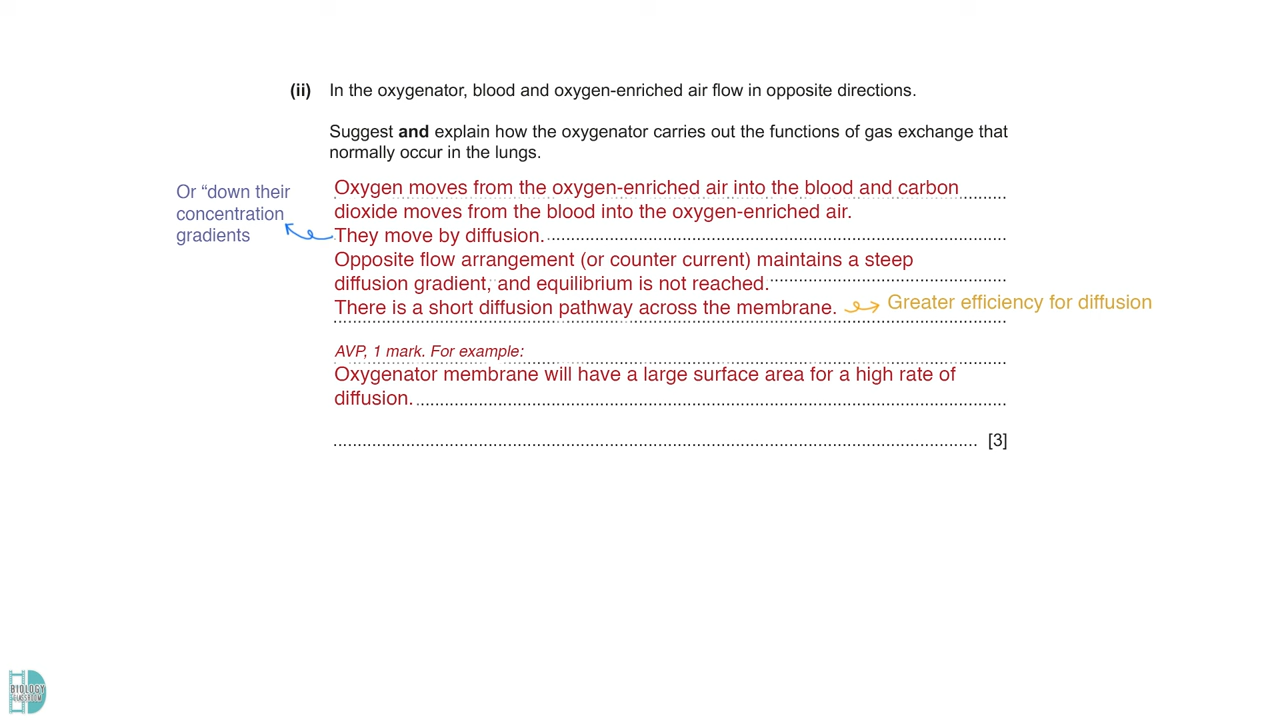 (ii) In the oxygenator, blood and oxygen-enriched air flow in opposite directions.
Suggest and explain how the oxygenator carries out the functions of gas exchange that
normally occur in the lungs.
Or “down their
concentration
gradients
Oxygen moves from the oxygen-enriched air into the blood and carbon
dioxide moves from the blood into the oxygen-enriched air.
They move by diffusion.
Opposite flow arrangement (or counter current) maintains a steep
diffusion gradient, and equilibrium is not reached.
There is a short diffusion pathway across the membrane.
Greater efficiency for diffusion
AVP, 1 mark. For example:
Oxygenator membrane will have a large surface area for a high rate of
diffusion.
[3]
BIOLOGY
CLASSROOM